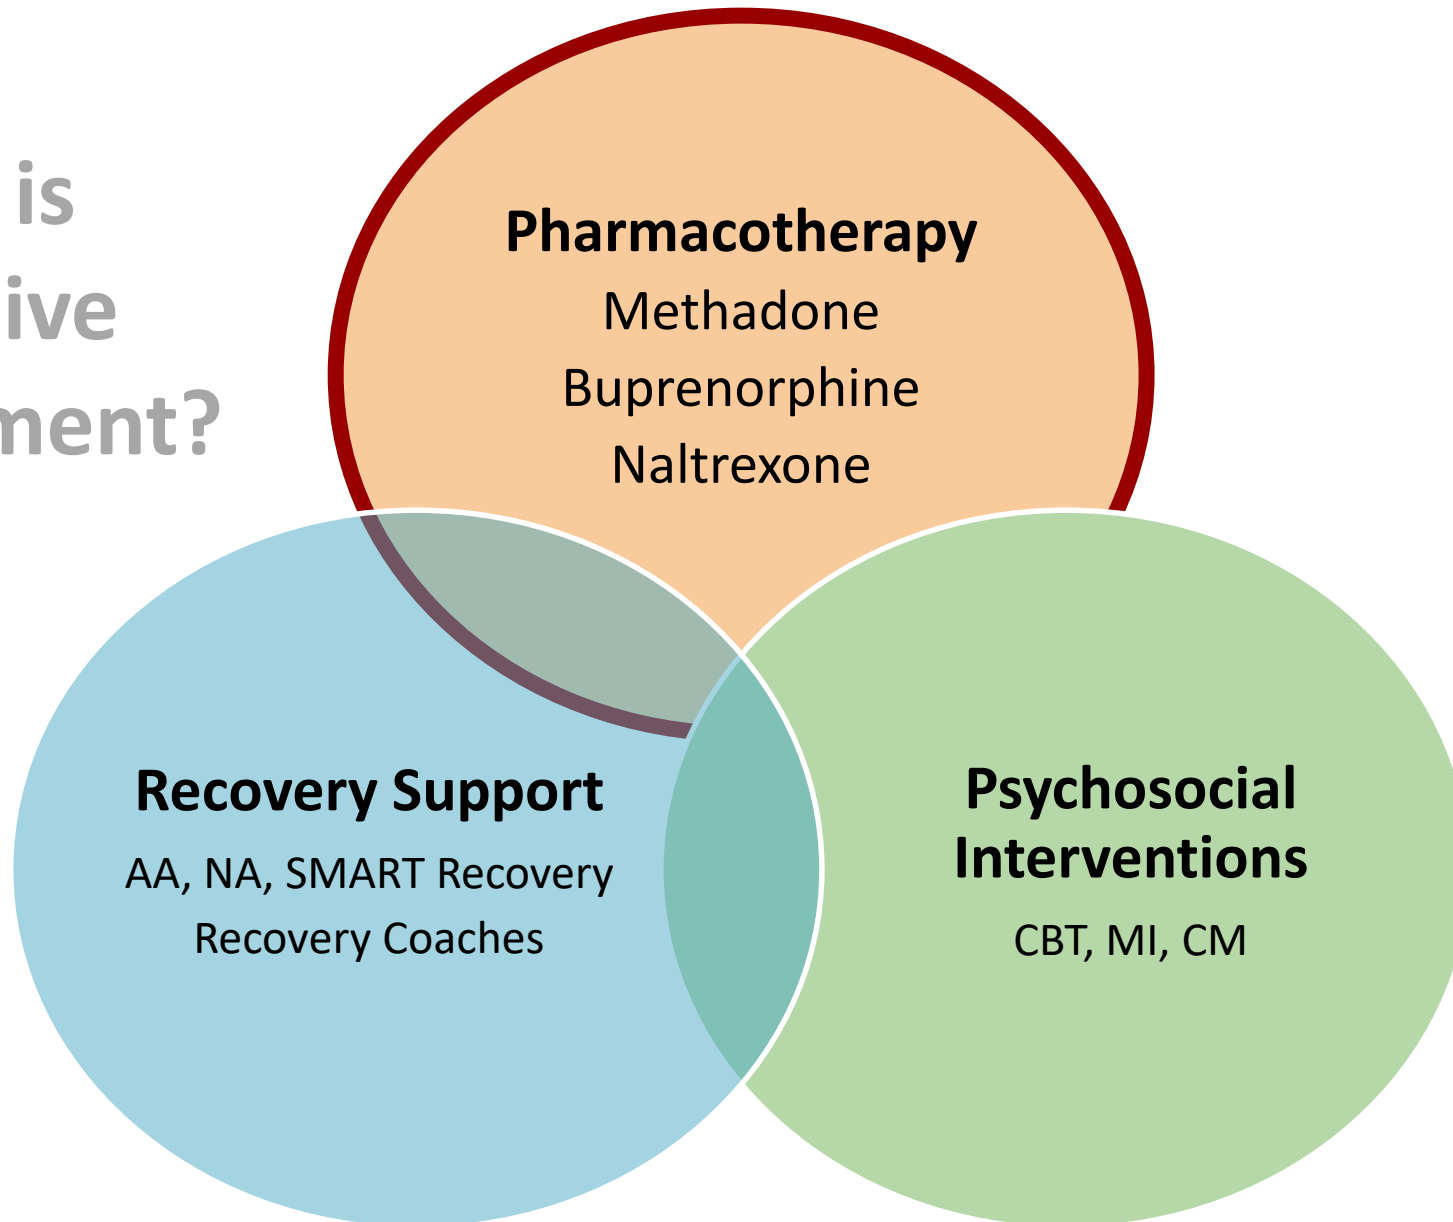 is
ive
ment?
Pharmacotherapy
Methadone
Buprenorphine
Naltrexone
Recovery Support
AA, NA, SMART Recovery
Recovery Coaches
Psychosocial
Interventions
CBT, MI, CM